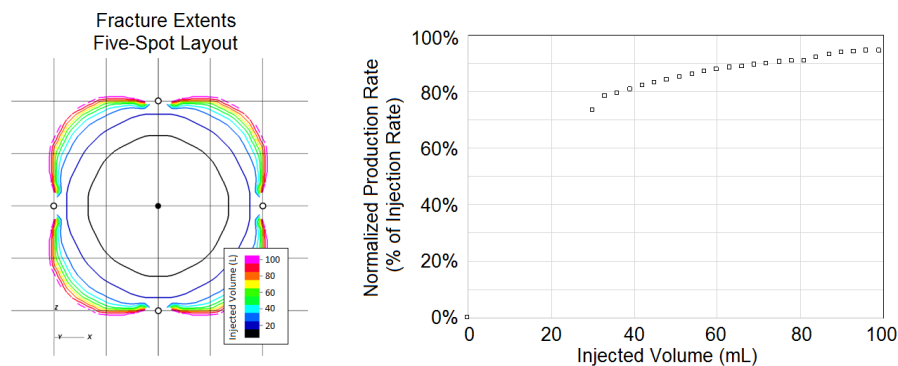 Fracture Extents
Five-Spot Layout
Injected Volume (L)
100
80
60
40
20
Z
Y
X
Normalized Production Rate
(% of Injection Rate)
100%
80%
60%
40%
20%
0%
0
20
40
60
80
100
Injected Volume (mL)